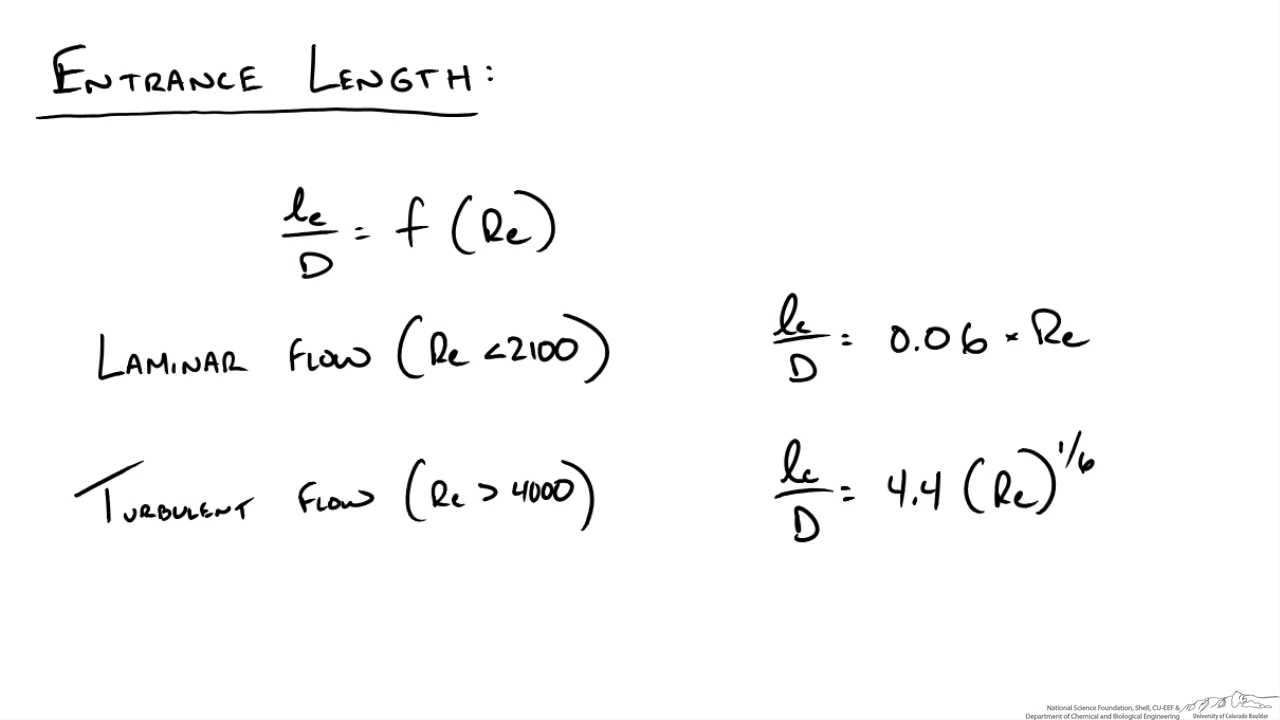 ENTRANCE LENGTH:
le/D = f (Re)
LAMINAR FLOW (Re < 2100) le/D = 0.06 * Re
TURBULENT FLOW (Re > 4000) le/D = 4.4 (Re)^1/6
National Science Foundation, Shell, CU-EEF &
Department of Chemical and Biological Engineering University of Colorado Boulder